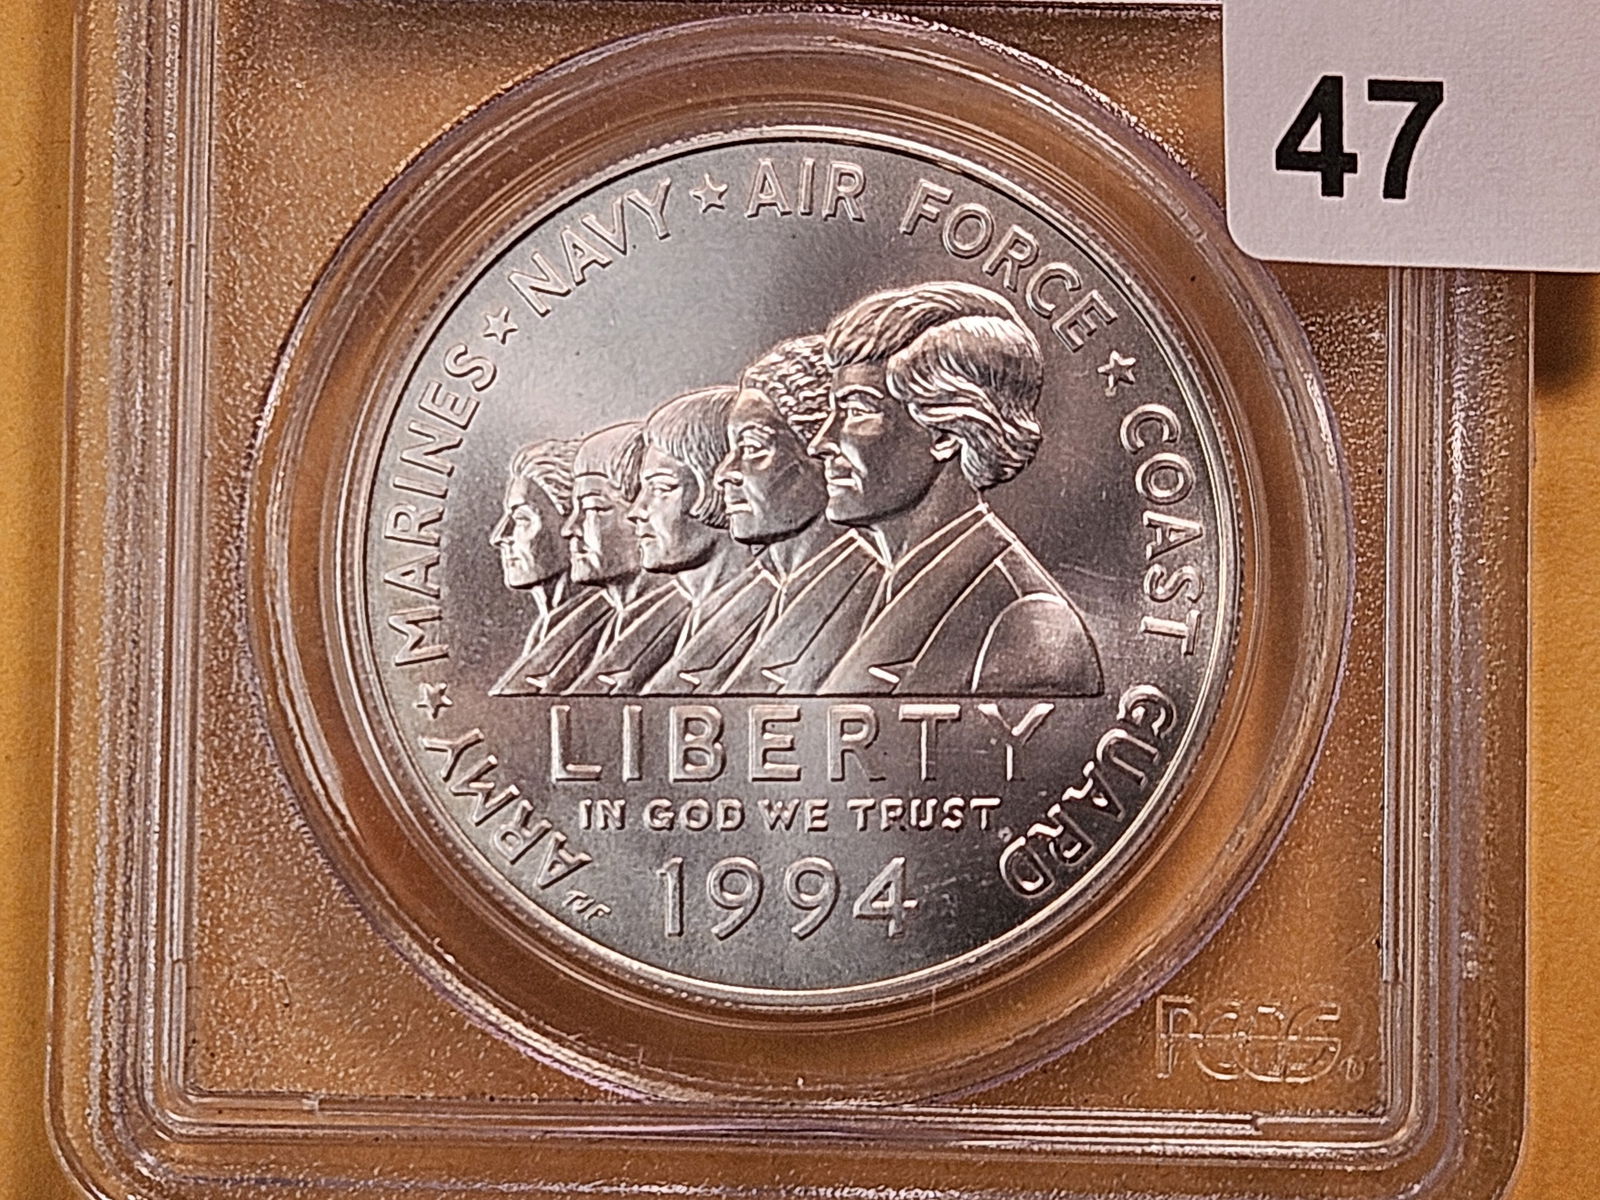 47
ARMY ★ MARINES ★ NAVY ★ AIR FORCE ★ COAST GUARD
LIBERTY
IN GOD WE TRUST
1994
PCGS